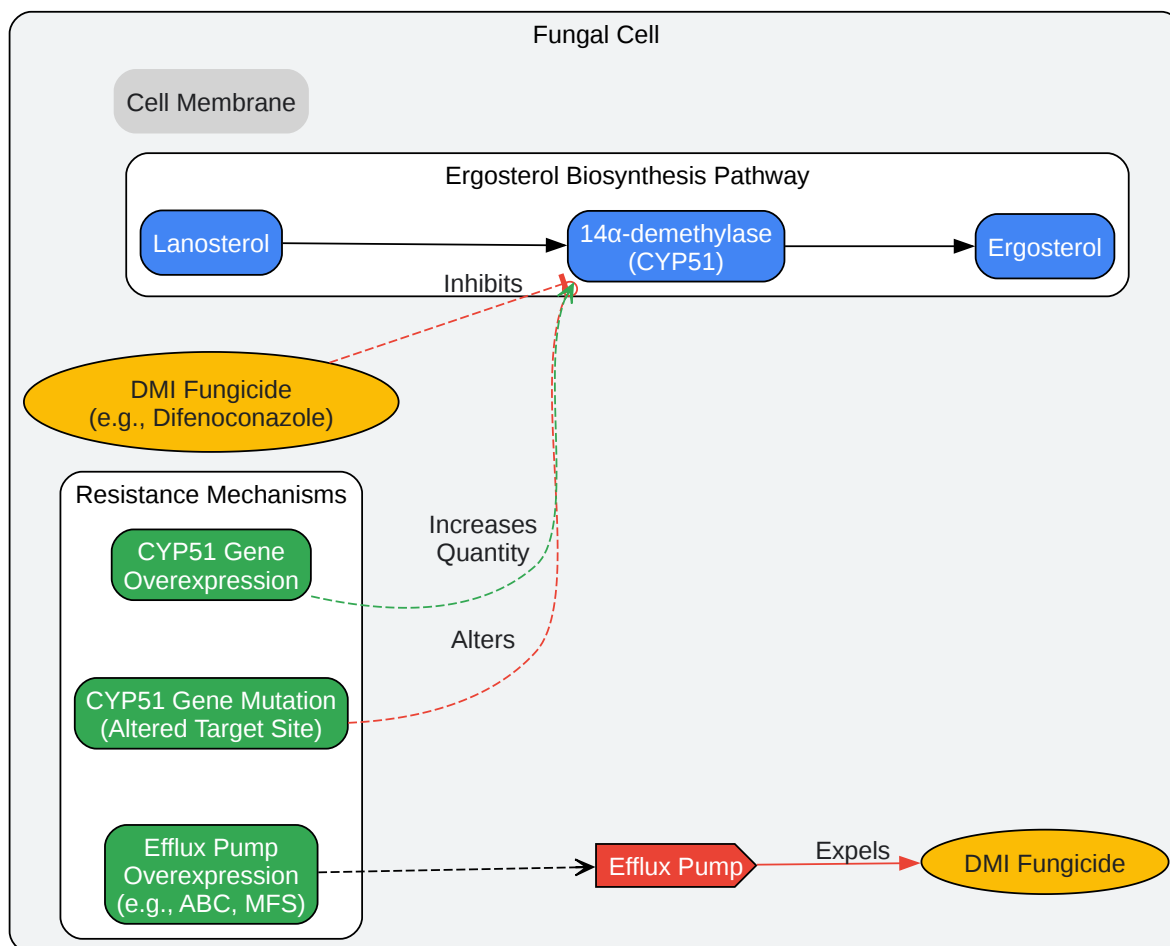 Fungal Cell
Cell Membrane
Ergosterol Biosynthesis Pathway
Lanosterol
14α-demethylase
(CYP51)
Ergosterol
Inhibits
DMI Fungicide
(e.g., Difenoconazole)
Resistance Mechanisms
CYP51 Gene
Overexpression
Increases
Quantity
Alters
CYP51 Gene Mutation
(Altered Target Site)
Efflux Pump
Overexpression
(e.g., ABC, MFS)
Efflux Pump
Expels
DMI Fungicide